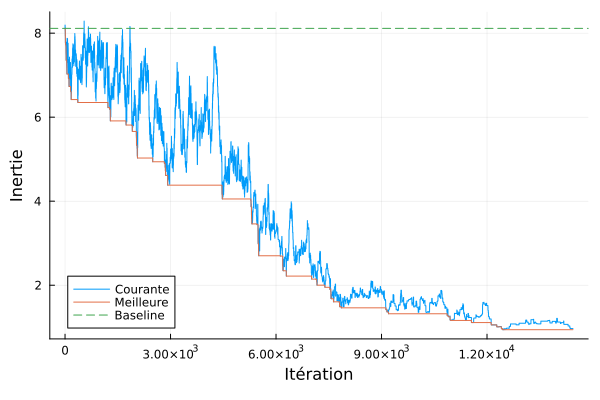 8
6
4
2
Inertie
Courante
Meilleure
Baseline
0 3.00×10³ 6.00×10³ 9.00×10³ 1.20×10⁴
Itération